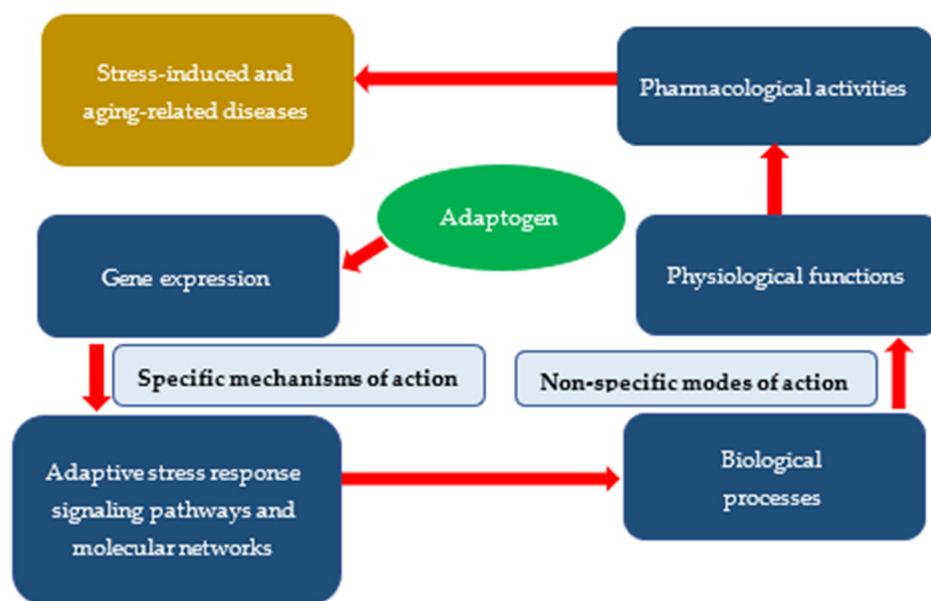 Stress-induced and
aging-related diseases
Pharmacological activities
Adaptogen
Gene expression
Physiological functions
Specific mechanisms of action
Non-specific modes of action
Adaptive stress response
signaling pathways and
molecular networks
Biological
processes